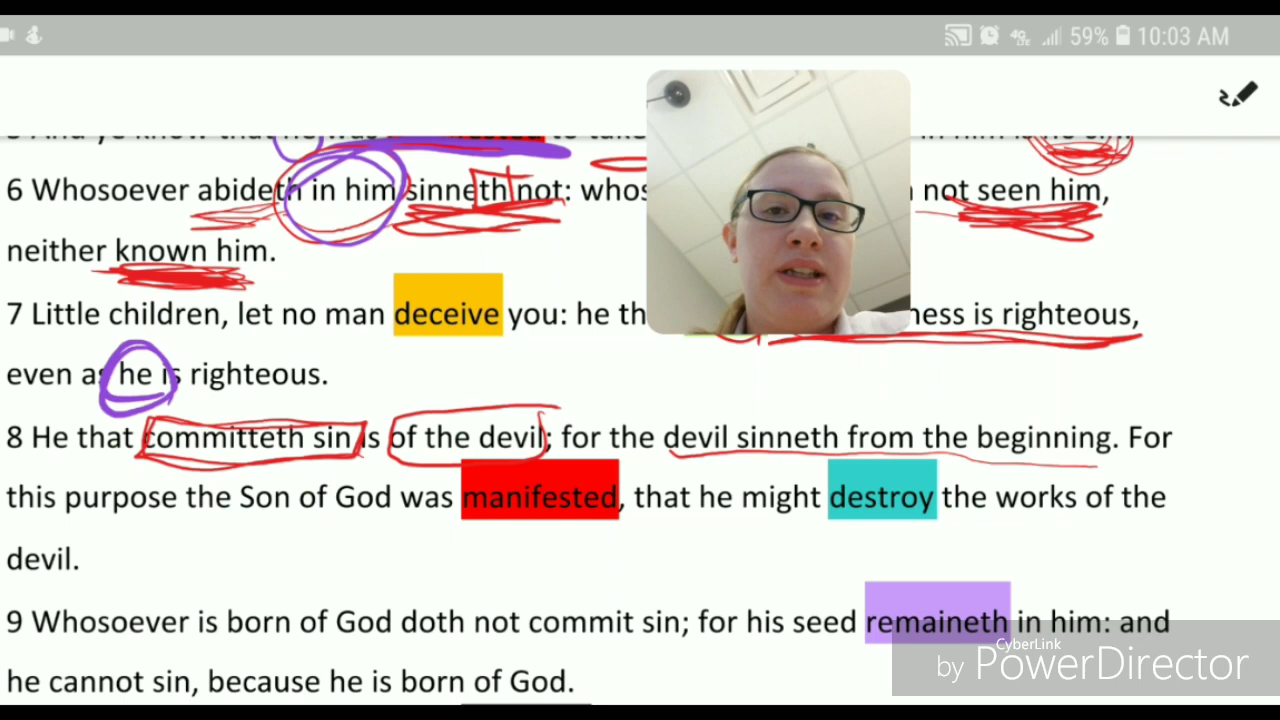 59% 10:03 AM
6 Whosoever abideth in him sinneth not: not seen him,
neither known him.
7 Little children, let no man deceive you: he is righteous,
even as he is righteous.
8 He that committeth sin is of the devil; for the devil sinneth from the beginning. For
this purpose the Son of God was manifested, that he might destroy the works of the
devil.
9 Whosoever is born of God doth not commit sin; for his seed remaineth in him: and
he cannot sin, because he is born of God.
CyberLink
by PowerDirector